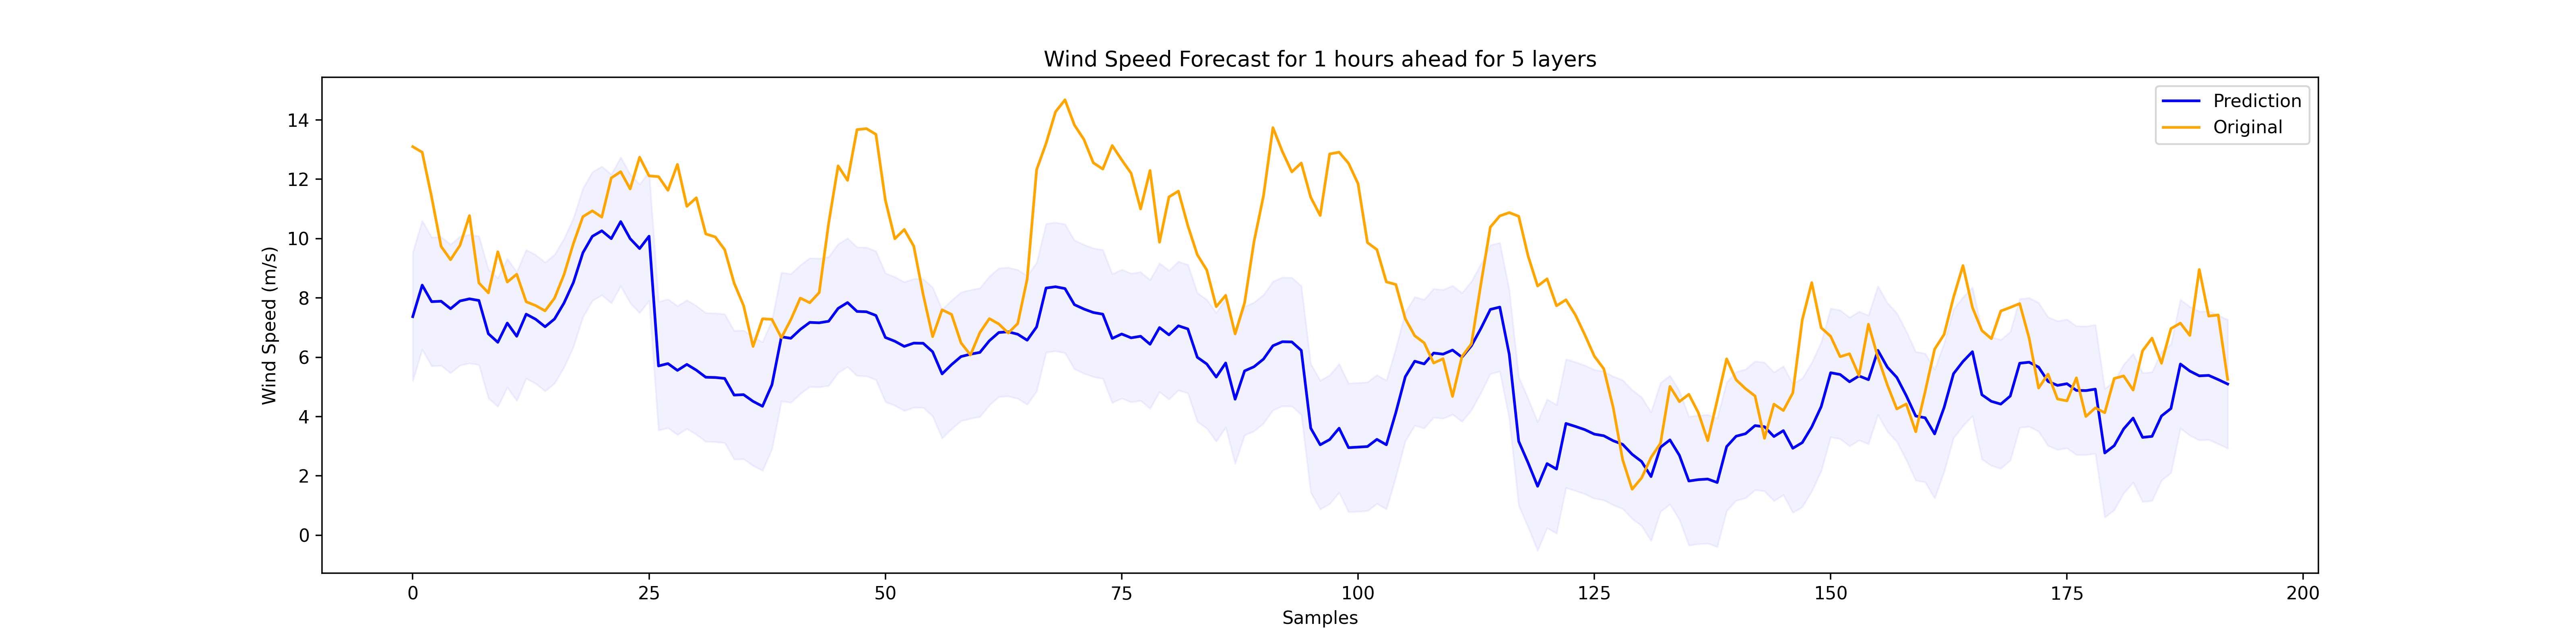 Wind Speed Forecast for 1 hours ahead for 5 layers
Prediction
Original
Wind Speed (m/s)
14
12
10
8
6
4
2
0
0 25 50 75 100 125 150 175 200
Samples